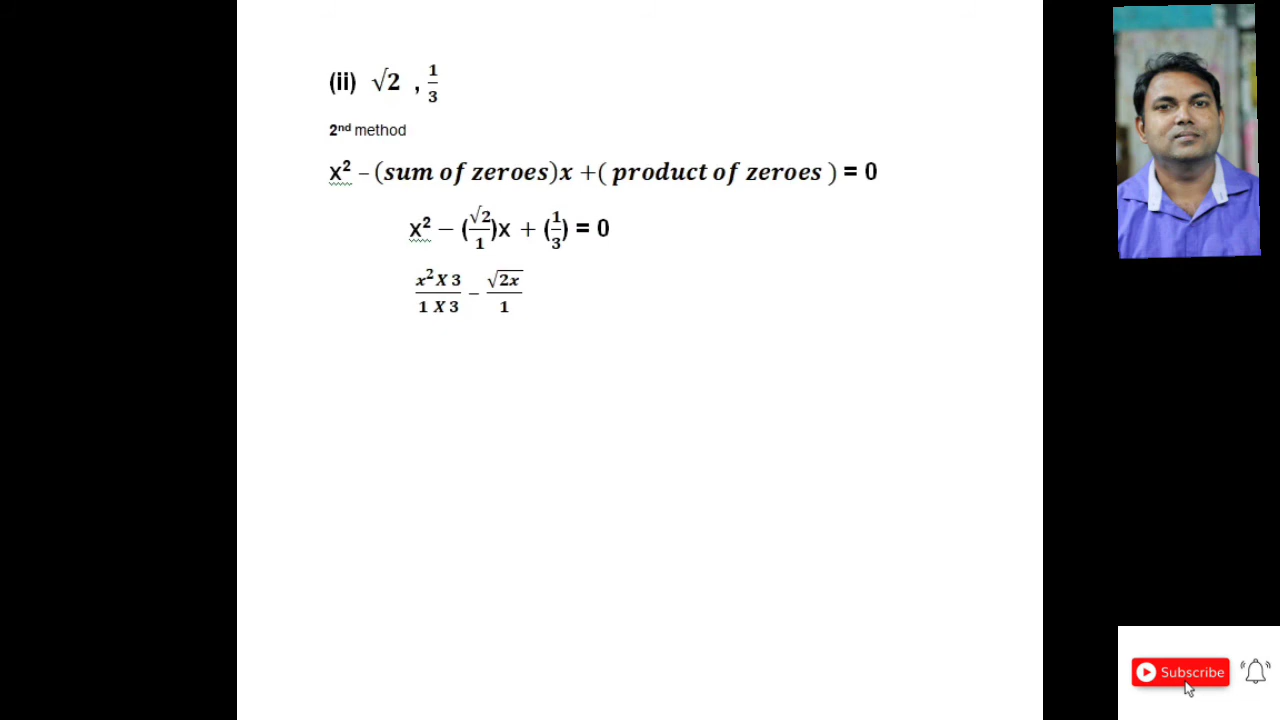 (ii) √2 , 1/3
2nd method
x² – (sum of zeroes)x +( product of zeroes ) = 0
x² – (√2/1)x + (1/3) = 0
x² X 3 / 1 X 3 – √2x / 1
Subscribe